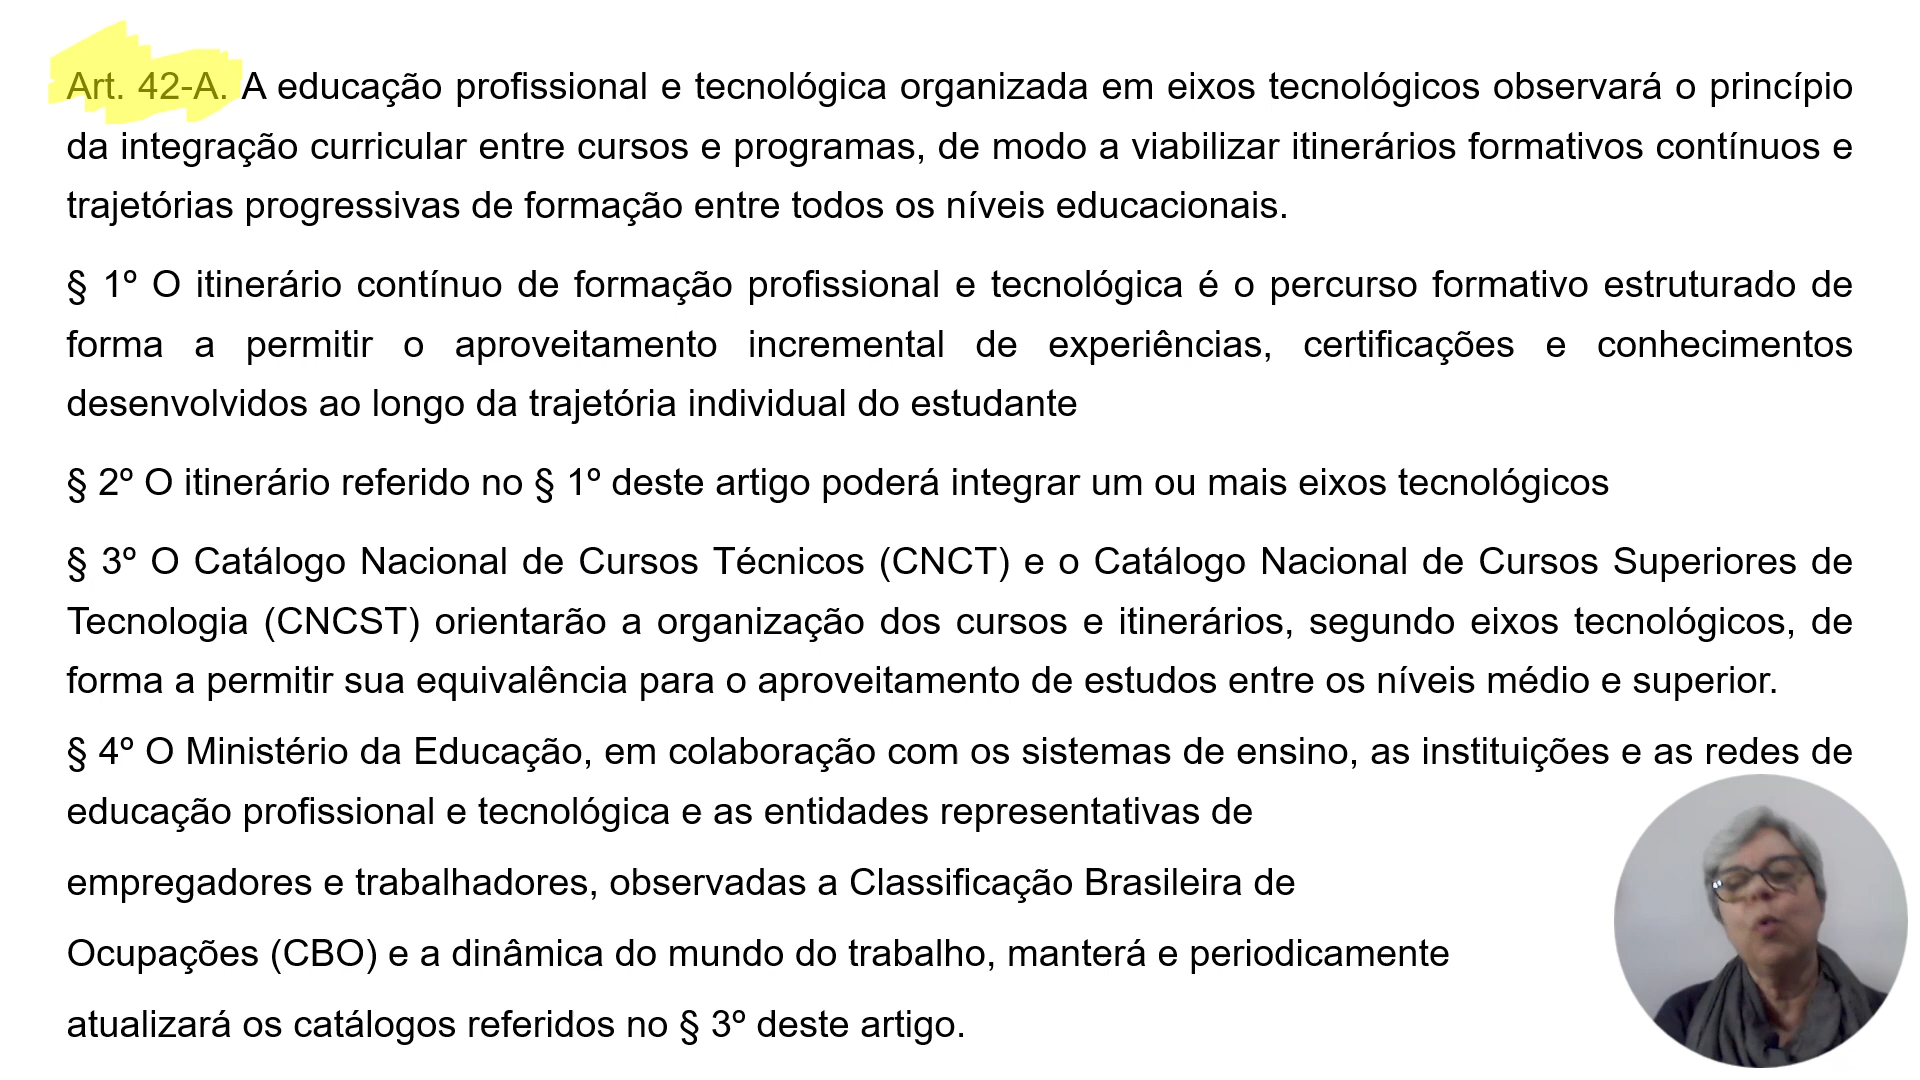 Art. 42-A. A educação profissional e tecnológica organizada em eixos tecnológicos observará o princípio
da integração curricular entre cursos e programas, de modo a viabilizar itinerários formativos contínuos e
trajetórias progressivas de formação entre todos os níveis educacionais.
§ 1º O itinerário contínuo de formação profissional e tecnológica é o percurso formativo estruturado de
forma a permitir o aproveitamento incremental de experiências, certificações e conhecimentos
desenvolvidos ao longo da trajetória individual do estudante
§ 2º O itinerário referido no § 1º deste artigo poderá integrar um ou mais eixos tecnológicos
§ 3º O Catálogo Nacional de Cursos Técnicos (CNCT) e o Catálogo Nacional de Cursos Superiores de
Tecnologia (CNCST) orientarão a organização dos cursos e itinerários, segundo eixos tecnológicos, de
forma a permitir sua equivalência para o aproveitamento de estudos entre os níveis médio e superior.
§ 4º O Ministério da Educação, em colaboração com os sistemas de ensino, as instituições e as redes de
educação profissional e tecnológica e as entidades representativas de
empregadores e trabalhadores, observadas a Classificação Brasileira de
Ocupações (CBO) e a dinâmica do mundo do trabalho, manterá e periodicamente
atualizará os catálogos referidos no § 3º deste artigo.